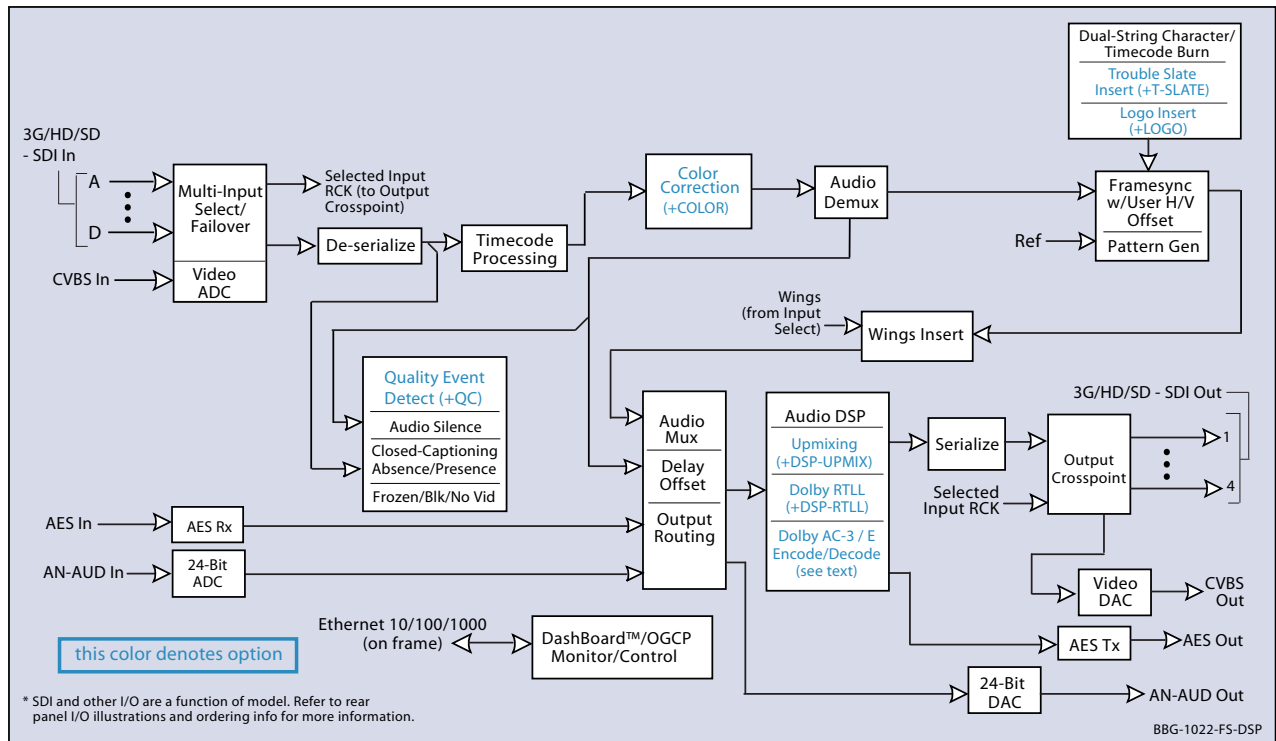 Dual-String Character/
Timecode Burn
Trouble Slate
Insert (+T-SLATE)
Logo Insert
(+LOGO)
3G/HD/SD
- SDI In
A
D
CVBS In
Multi-Input
Select/
Failover
Video
ADC
Selected Input
RCK (to Output
Crosspoint)
De-serialize
Timecode
Processing
Color
Correction
(+COLOR)
Audio
Demux
Framesync
w/User H/V
Offset
Pattern Gen
Ref
Wings
(from Input
Select)
Wings Insert
Quality Event
Detect (+QC)
Audio Silence
Closed-Captioning
Absence/Presence
Frozen/Blk/No Vid
Audio
Mux
Delay
Offset
Output
Routing
Audio DSP
Upmixing
(+DSP-UPMIX)
Dolby RTLL
(+DSP-RTLL)
Dolby AC-3 / E
Encode/Decode
(see text)
Serialize
Selected
Input RCK
Output
Crosspoint
3G/HD/SD - SDI Out
1
4
AES In
AES Rx
AN-AUD In
24-Bit
ADC
Video
DAC
CVBS
Out
AES Tx
AES Out
24-Bit
DAC
AN-AUD Out
Ethernet 10/100/1000
(on frame)
DashBoard™/OGCP
Monitor/Control
this color denotes option
* SDI and other I/O are a function of model. Refer to rear
panel I/O illustrations and ordering info for more information.
BBG-1022-FS-DSP